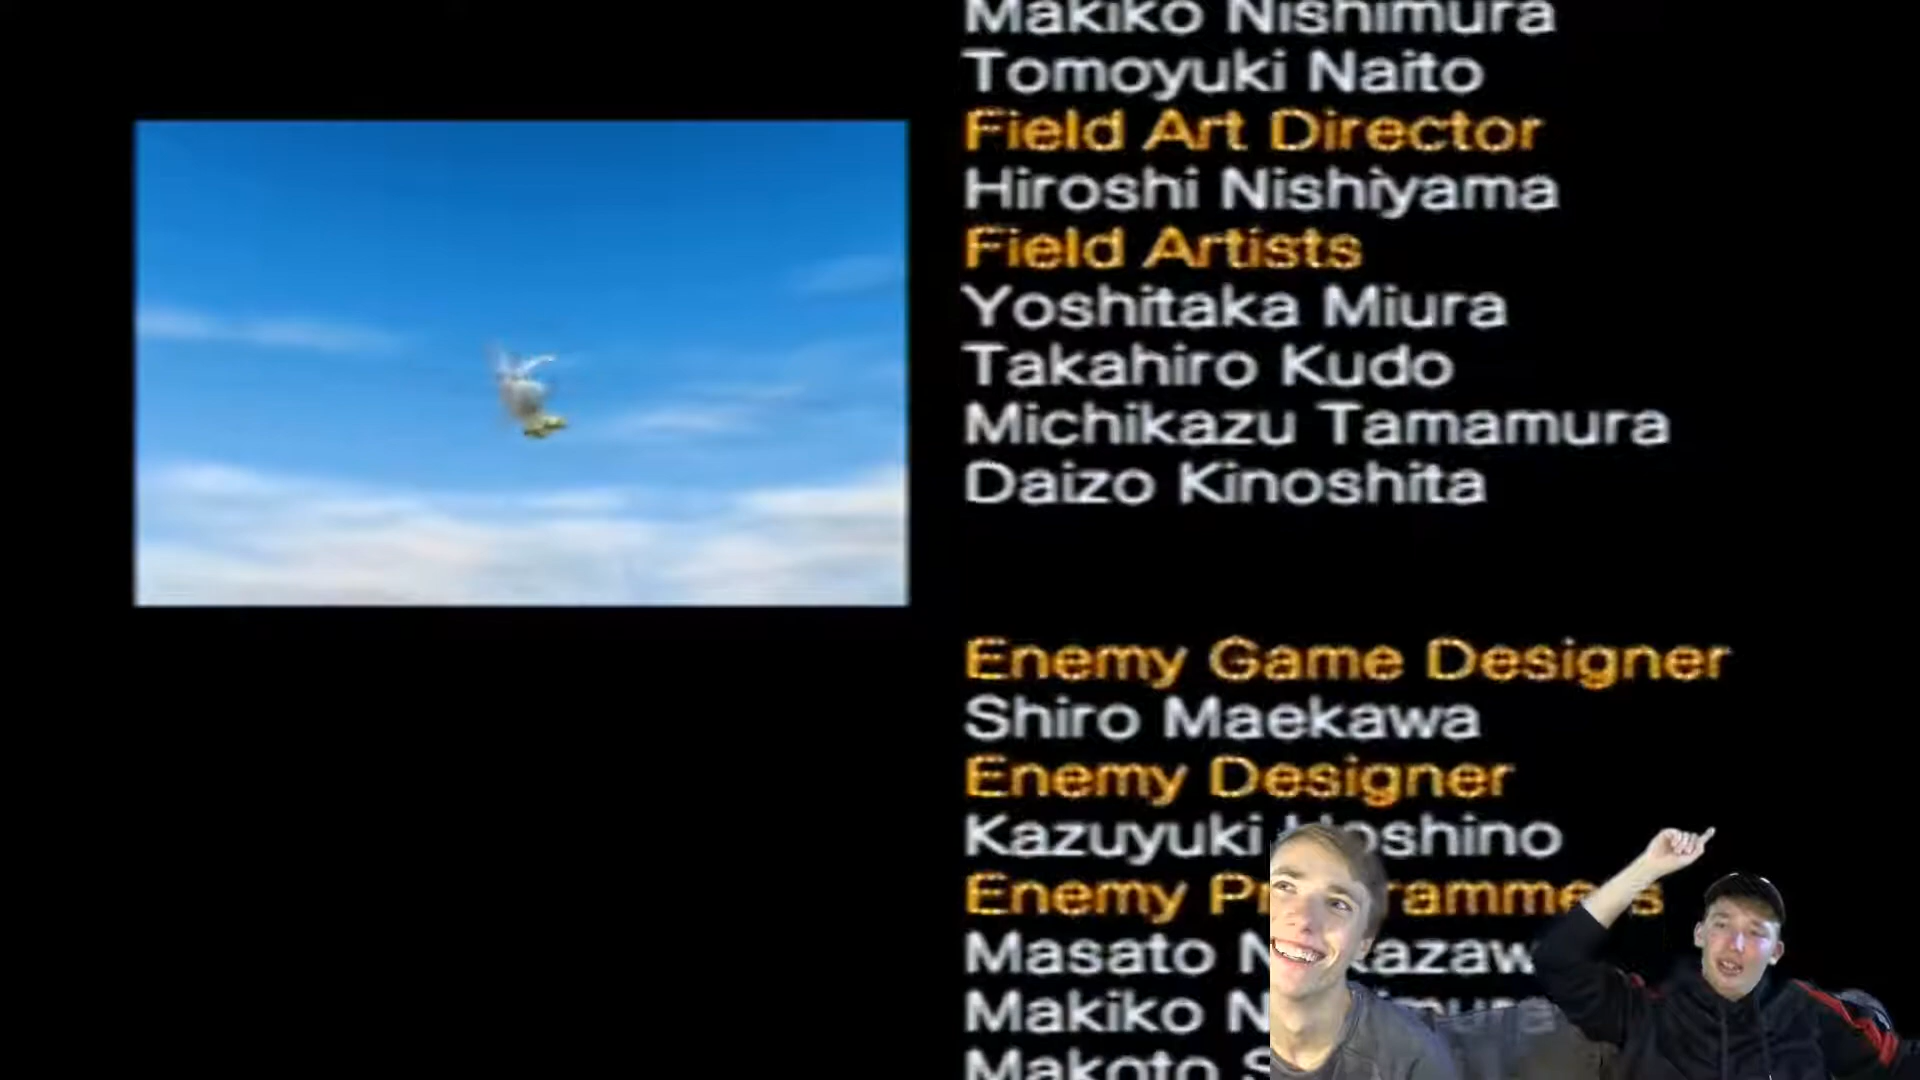 Makiko Nishimura
Tomoyuki Naito
Field Art Director
Hiroshi Nishiyama
Field Artists
Yoshitaka Miura
Takahiro Kudo
Michikazu Tamamura
Daizo Kinoshita
Enemy Game Designer
Shiro Maekawa
Enemy Designer
Kazuyuki
Enemy
Masato
Makiko
Makoto